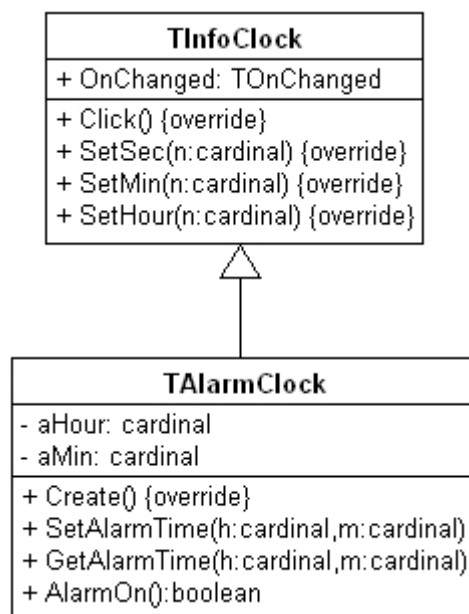 TInfoClock
+ OnChanged: TOnChanged
+ Click() {override}
+ SetSec(n:cardinal) {override}
+ SetMin(n:cardinal) {override}
+ SetHour(n:cardinal) {override}
TAlarmClock
- aHour: cardinal
- aMin: cardinal
+ Create() {override}
+ SetAlarmTime(h:cardinal,m:cardinal)
+ GetAlarmTime(h:cardinal,m:cardinal)
+ AlarmOn():boolean